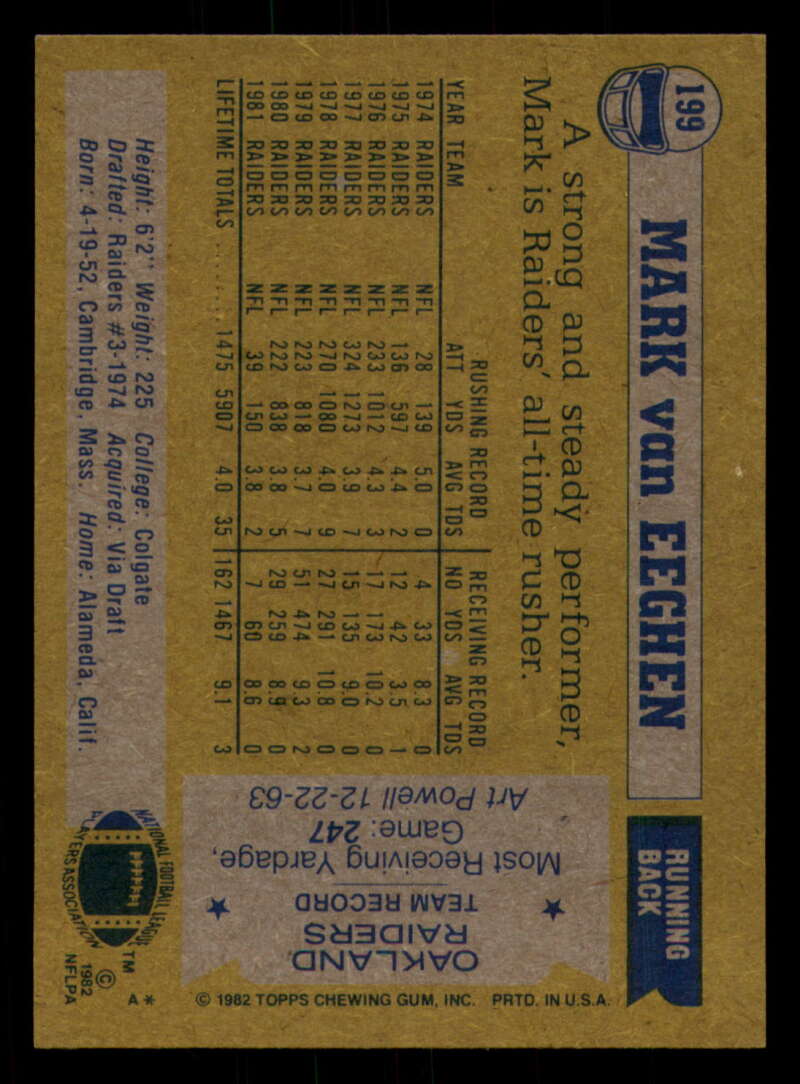 199
MARK van EEGHEN
RUNNING
BACK
A strong and steady performer,
Mark is Raiders' all-time rusher.
RUSHING RECORD RECEIVING RECORD
YEAR TEAM ATT YDS AVG TDS NO YDS AVG TDS
1974 RAIDERS NFL 28 139 5.0 0 4 33 8.3 0
1975 RAIDERS NFL 136 597 4.4 2 12 42 3.5 1
1976 RAIDERS NFL 233 1012 4.3 3 17 173 10.2 0
1977 RAIDERS NFL 324 1273 3.9 7 15 135 9.0 0
1978 RAIDERS NFL 270 1080 4.0 9 27 291 10.8 0
1979 RAIDERS NFL 223 818 3.7 7 51 474 9.3 2
1980 RAIDERS NFL 222 838 3.8 5 29 259 8.9 0
1981 RAIDERS NFL 39 150 3.8 2 7 60 8.6 0
LIFETIME TOTALS ........ 1475 5907 4.0 35 162 1467 9.1 3
Height: 6'2" Weight: 225 College: Colgate
Drafted: Raiders #3-1974 Acquired: Via Draft
Born: 4-19-52, Cambridge, Mass. Home: Alameda, Calif.
OAKLAND
RAIDERS
TEAM RECORD
Most Receiving Yardage,
Game: 247
Art Powell 12-22-63
NATIONAL FOOTBALL LEAGUE
PLAYERS ASSOCIATION
TM
© 1982
NFLPA
A*
© 1982 TOPPS CHEWING GUM, INC. PRTD. IN U.S.A.